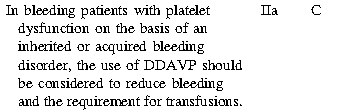 In bleeding patients with platelet IIa C
dysfunction on the basis of an
inherited or acquired bleeding
disorder, the use of DDAVP should
be considered to reduce bleeding
and the requirement for transfusions.